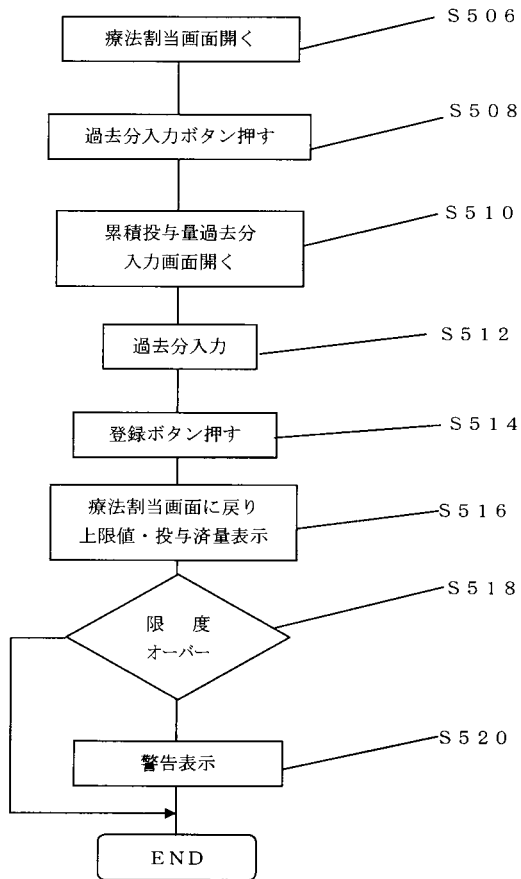 S506
療法割当画面開く
S508
過去分入力ボタン押す
S510
累積投与量過去分
入力画面開く
S512
過去分入力
S514
登録ボタン押す
S516
療法割当画面に戻り
上限値・投与済量表示
S518
限 度
オーバー
S520
警告表示
END